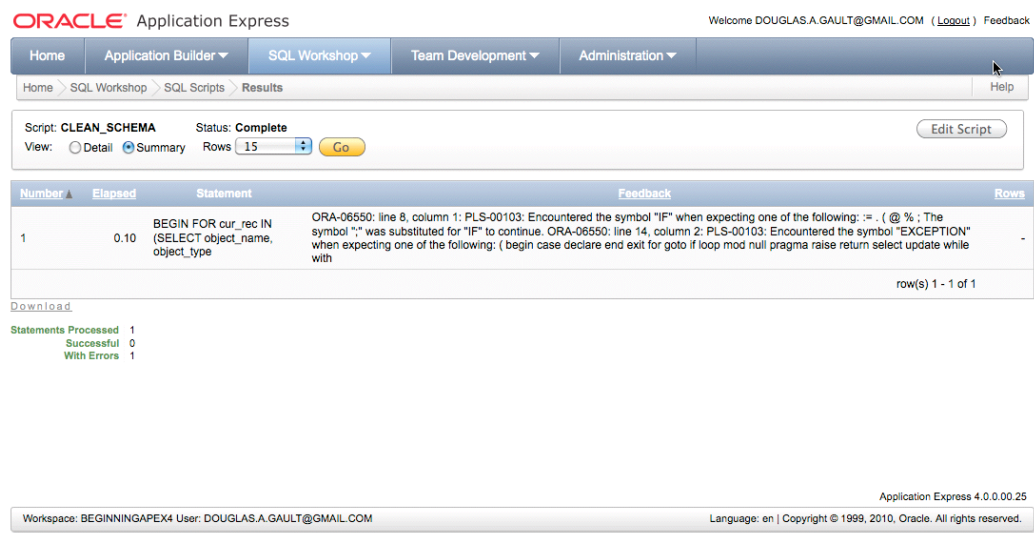 ORACLE Application Express
Welcome DOUGLAS.A.GAULT@GMAIL.COM ( Logout ) Feedback
Home Application Builder SQL Workshop Team Development Administration
Home SQL Workshop SQL Scripts Results Help
Script: CLEAN_SCHEMA Status: Complete
Edit Script
View: Detail Summary Rows 15 Go
Number Elapsed Statement Feedback Rows
1 0.10
BEGIN FOR cur_rec IN
(SELECT object_name,
object_type
ORA-06550: line 8, column 1: PLS-00103: Encountered the symbol "IF" when expecting one of the following: := . ( @ % ; The
symbol ";" was substituted for "IF" to continue. ORA-06550: line 14, column 2: PLS-00103: Encountered the symbol "EXCEPTION"
when expecting one of the following: ( begin case declare end exit for goto if loop mod null pragma raise return select update while
with
-
row(s) 1 - 1 of 1
Download
Statements Processed 1
Successful 0
With Errors 1
Application Express 4.0.0.00.25
Workspace: BEGINNINGAPEX4 User: DOUGLAS.A.GAULT@GMAIL.COM
Language: en | Copyright © 1999, 2010, Oracle. All rights reserved.